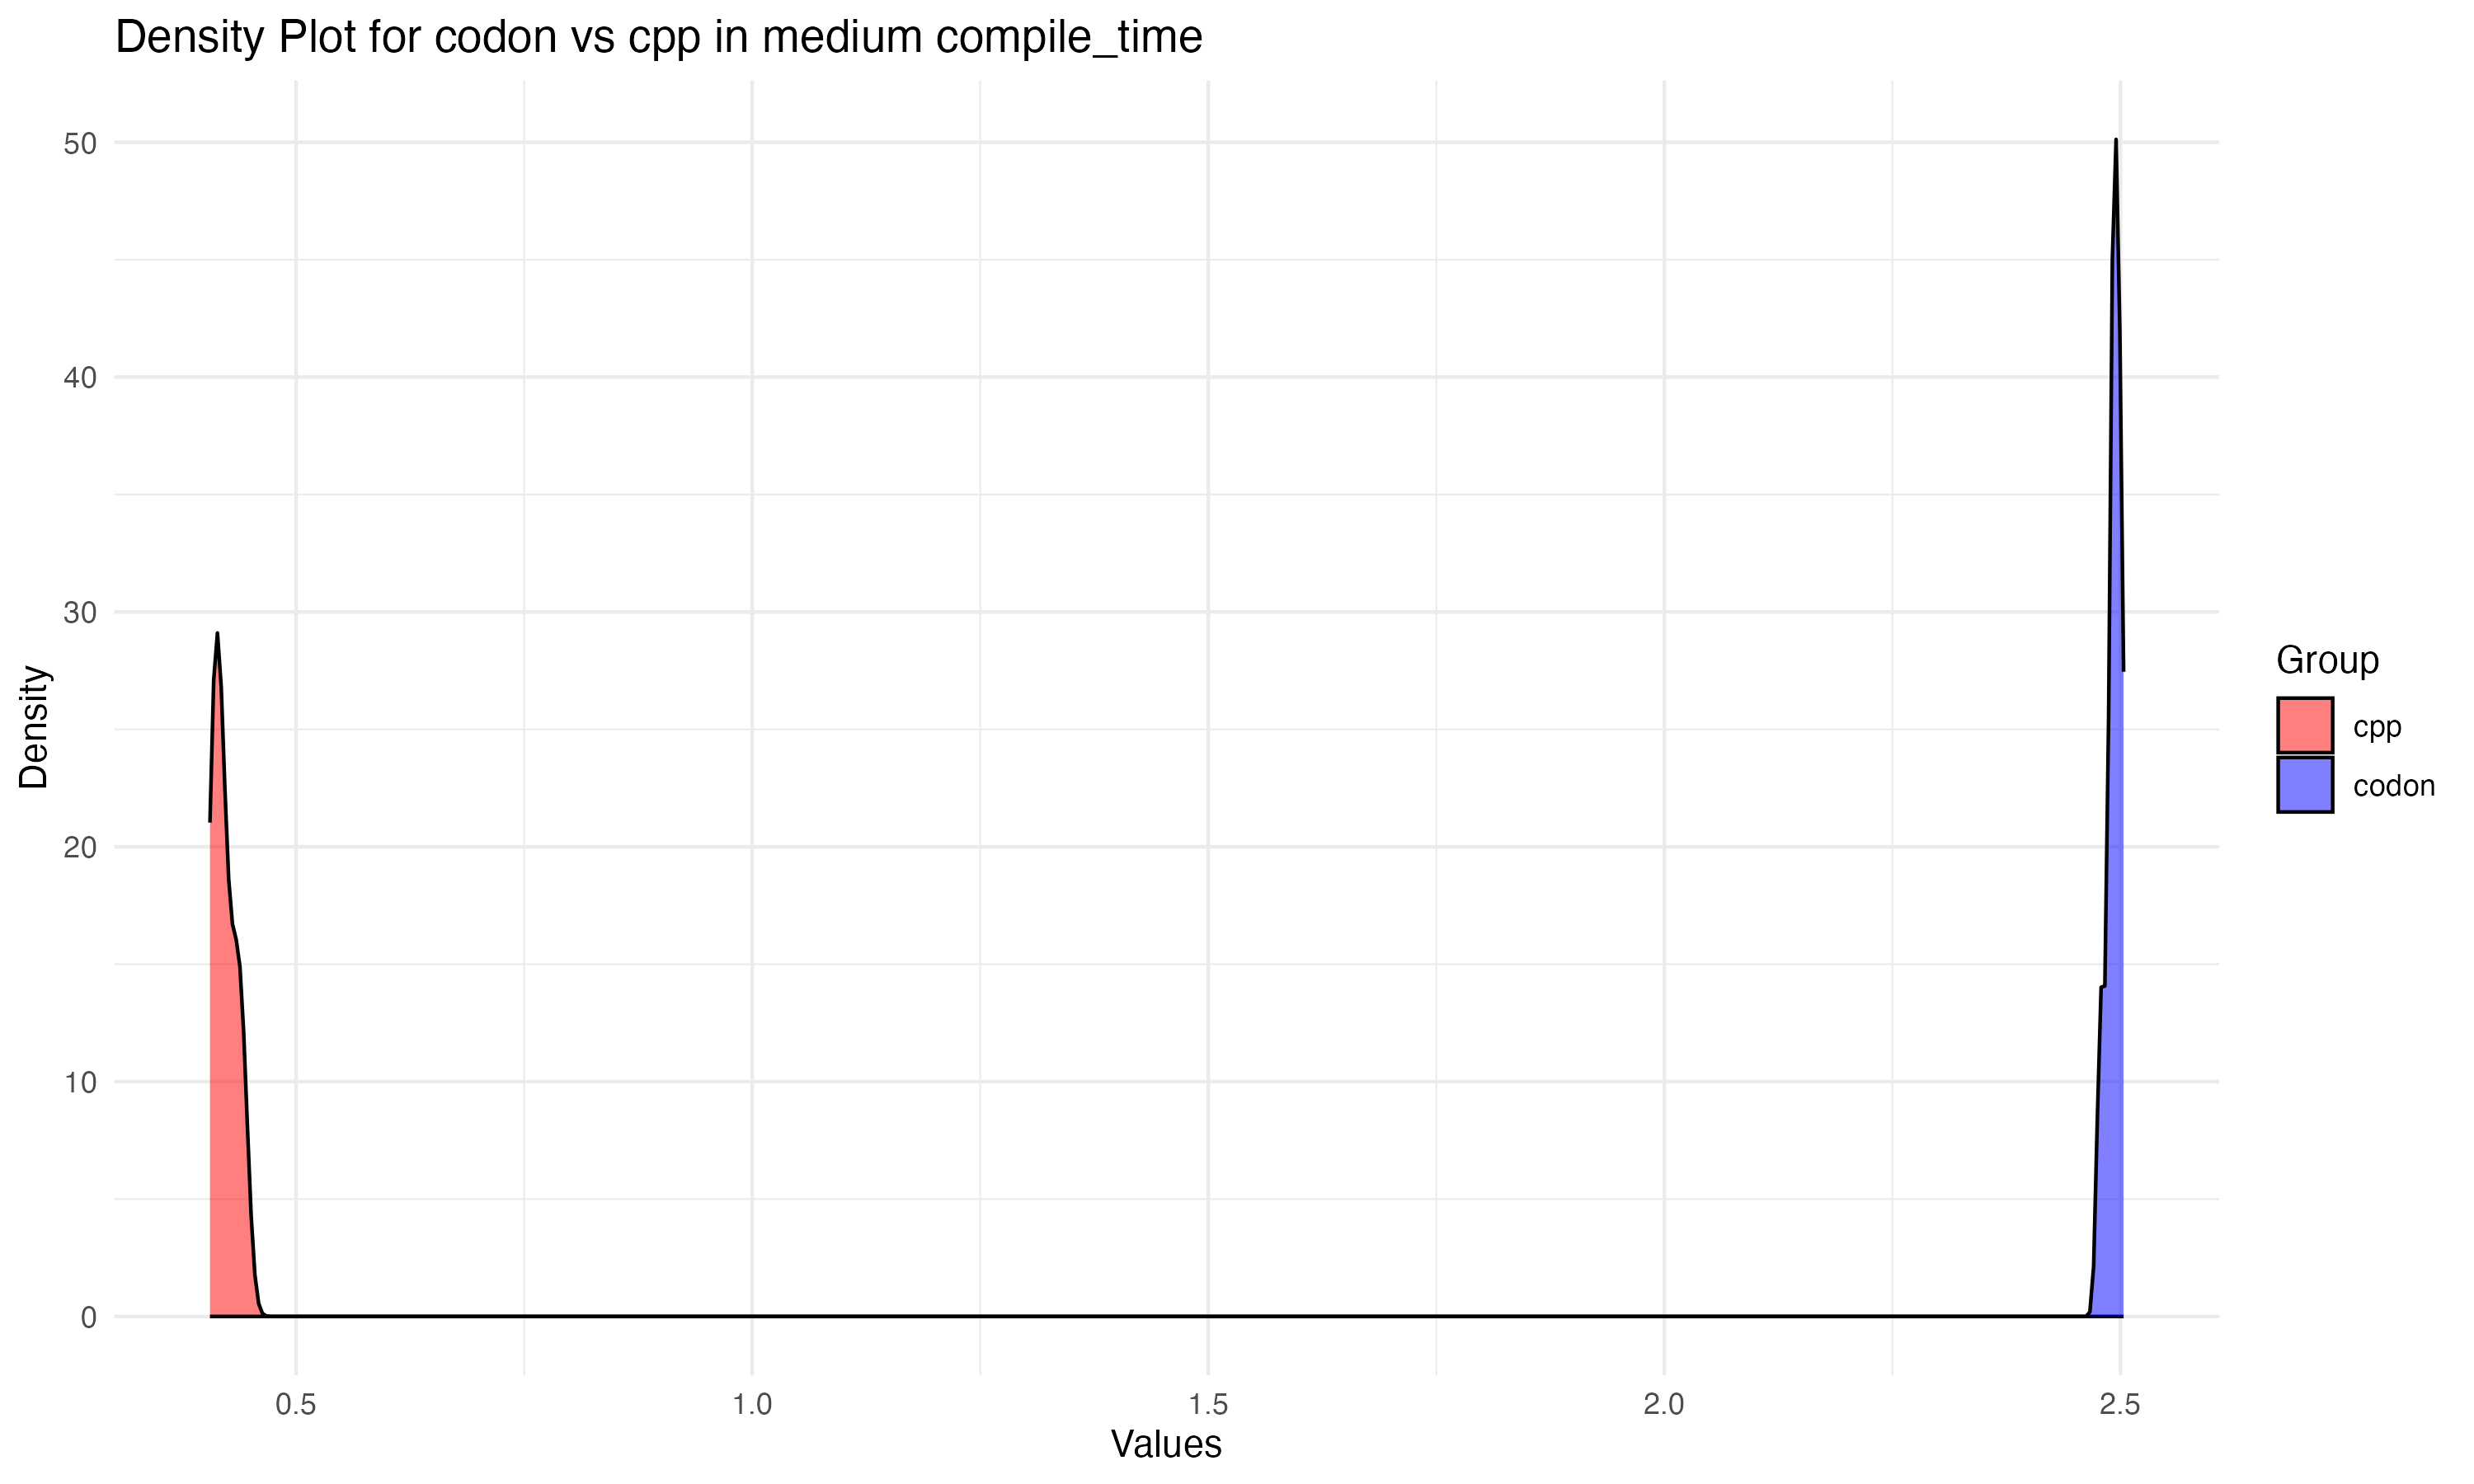 Density Plot for codon vs cpp in medium compile_time
50
40
30
20
10
0
Density
0.5 1.0 1.5 2.0 2.5
Values
Group
cpp
codon